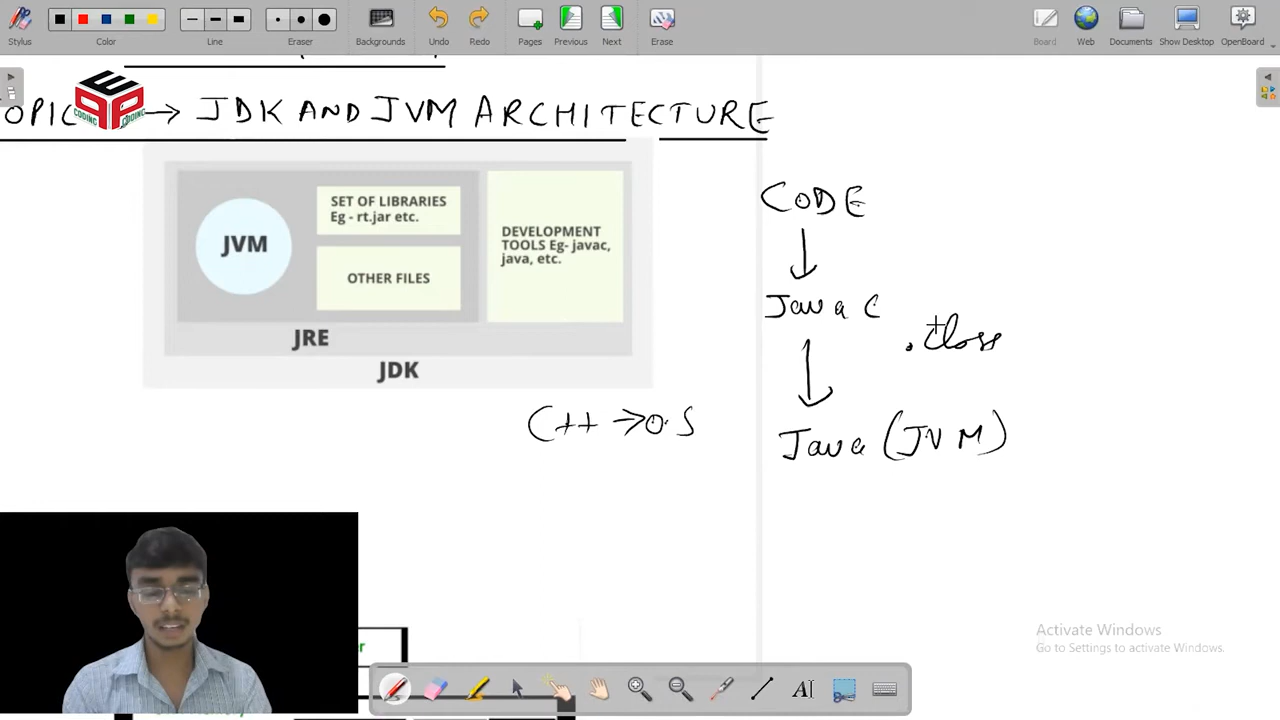 Stylus
Color
Line
Eraser
Backgrounds
Undo
Redo
Pages
Previous
Next
Erase
Board
Web
Documents
Show Desktop
OpenBoard
OPIC → JDK AND JVM ARCHITECTURE
CODING
CODING
JVM
SET OF LIBRARIES
Eg - rt.jar etc.
OTHER FILES
DEVELOPMENT
TOOLS Eg- javac,
java, etc.
JRE
JDK
CODE
Java C
.Class
Java (JVM)
C++ → O.S
Activate Windows
Go to Settings to activate Windows.